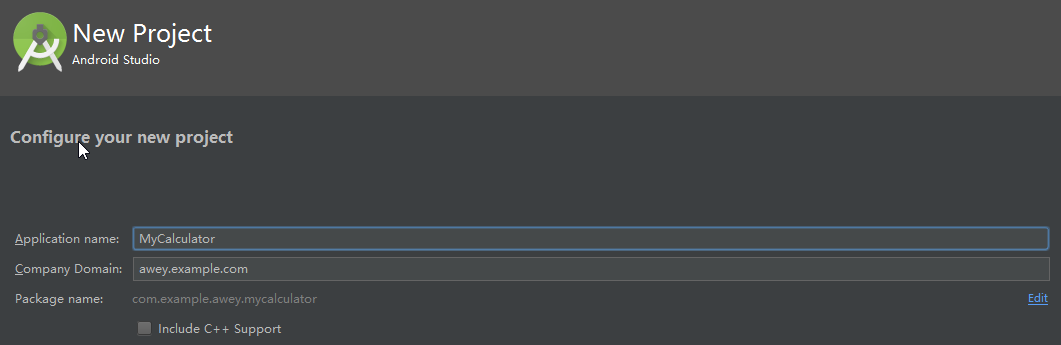 New Project
Android Studio
Configure your new project
Application name: MyCalculator
Company Domain: awey.example.com
Package name: com.example.awey.mycalculator Edit
Include C++ Support